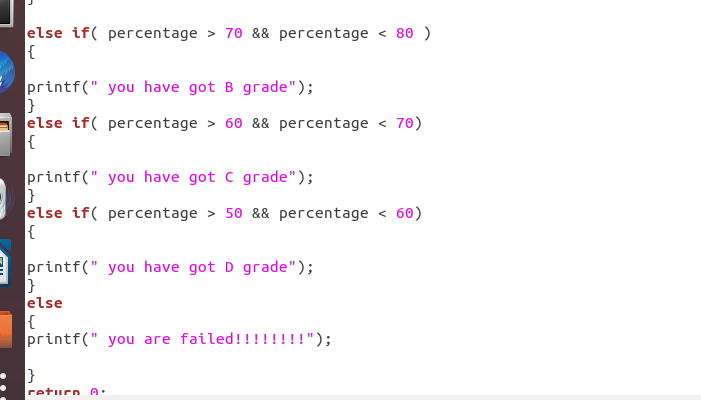 }
else if( percentage > 70 && percentage < 80 )
{
printf(" you have got B grade");
}
else if( percentage > 60 && percentage < 70)
{
printf(" you have got C grade");
}
else if( percentage > 50 && percentage < 60)
{
printf(" you have got D grade");
}
else
{
printf(" you are failed!!!!!!!!");
}
return 0;